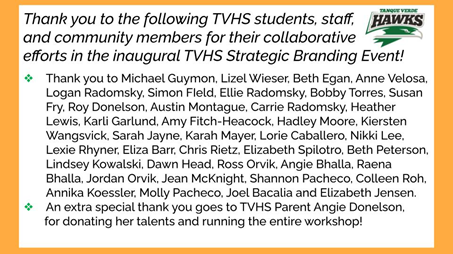 TANQUE VERDE
HAWKS
Thank you to the following TVHS students, staff,
and community members for their collaborative
efforts in the inaugural TVHS Strategic Branding Event!
❖ Thank you to Michael Guymon, Lizel Wieser, Beth Egan, Anne Velosa,
Logan Radomsky, Simon FIeld, Ellie Radomsky, Bobby Torres, Susan
Fry, Roy Donelson, Austin Montague, Carrie Radomsky, Heather
Lewis, Karli Garlund, Amy Fitch-Heacock, Hadley Moore, Kiersten
Wangsvick, Sarah Jayne, Karah Mayer, Lorie Caballero, Nikki Lee,
Lexie Rhyner, Eliza Barr, Chris Rietz, Elizabeth Spilotro, Beth Peterson,
Lindsey Kowalski, Dawn Head, Ross Orvik, Angie Bhalla, Raena
Bhalla, Jordan Orvik, Jean McKnight, Shannon Pacheco, Colleen Roh,
Annika Koessler, Molly Pacheco, Joel Bacalia and Elizabeth Jensen.
❖ An extra special thank you goes to TVHS Parent Angie Donelson,
for donating her talents and running the entire workshop!